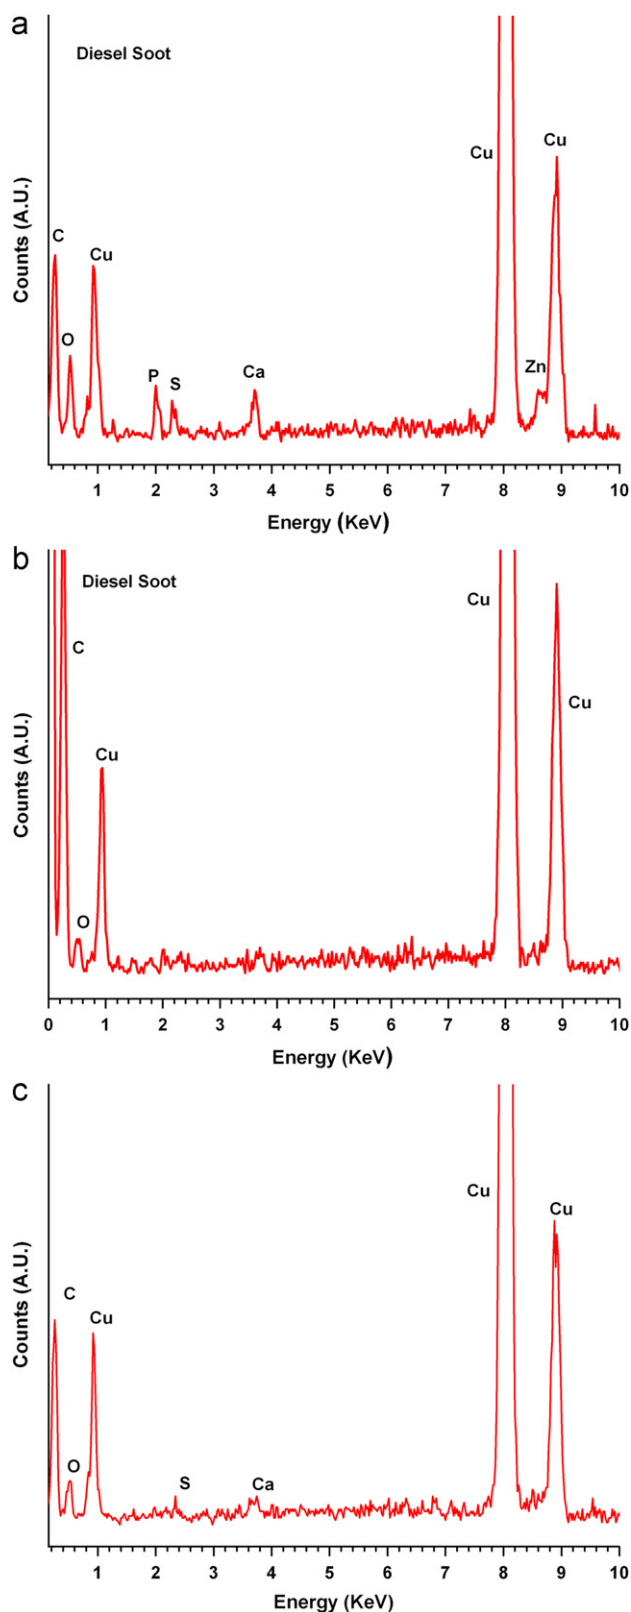 a
Diesel Soot
Counts (A.U.)
C
O
Cu
P
S
Ca
Cu
Zn
Cu
1 2 3 4 5 6 7 8 9 10
Energy (KeV)
b
Diesel Soot
Counts (A.U.)
C
O
Cu
Cu
Cu
0 1 2 3 4 5 6 7 8 9 10
Energy (KeV)
c
Counts (A.U.)
C
O
Cu
S
Ca
Cu
Cu
1 2 3 4 5 6 7 8 9 10
Energy (KeV)